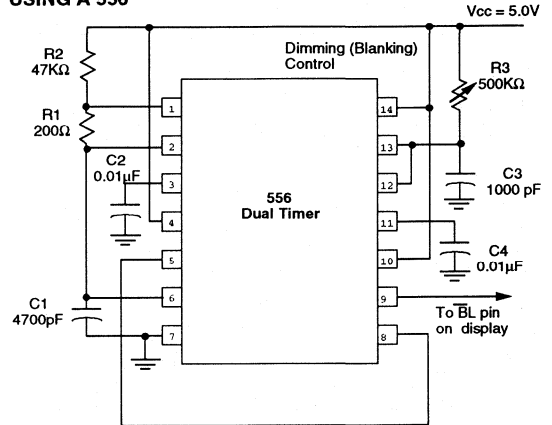 USING A 556
Vcc = 5.0V
Dimming (Blanking)
Control
R2
47KΩ
R3
500KΩ
R1
200Ω
C2
0.01µF
C3
1000 pF
556
Dual Timer
C4
0.01µF
C1
4700pF
To B̅L̅ pin
on display
1
2
3
4
5
6
7
14
13
12
11
10
9
8